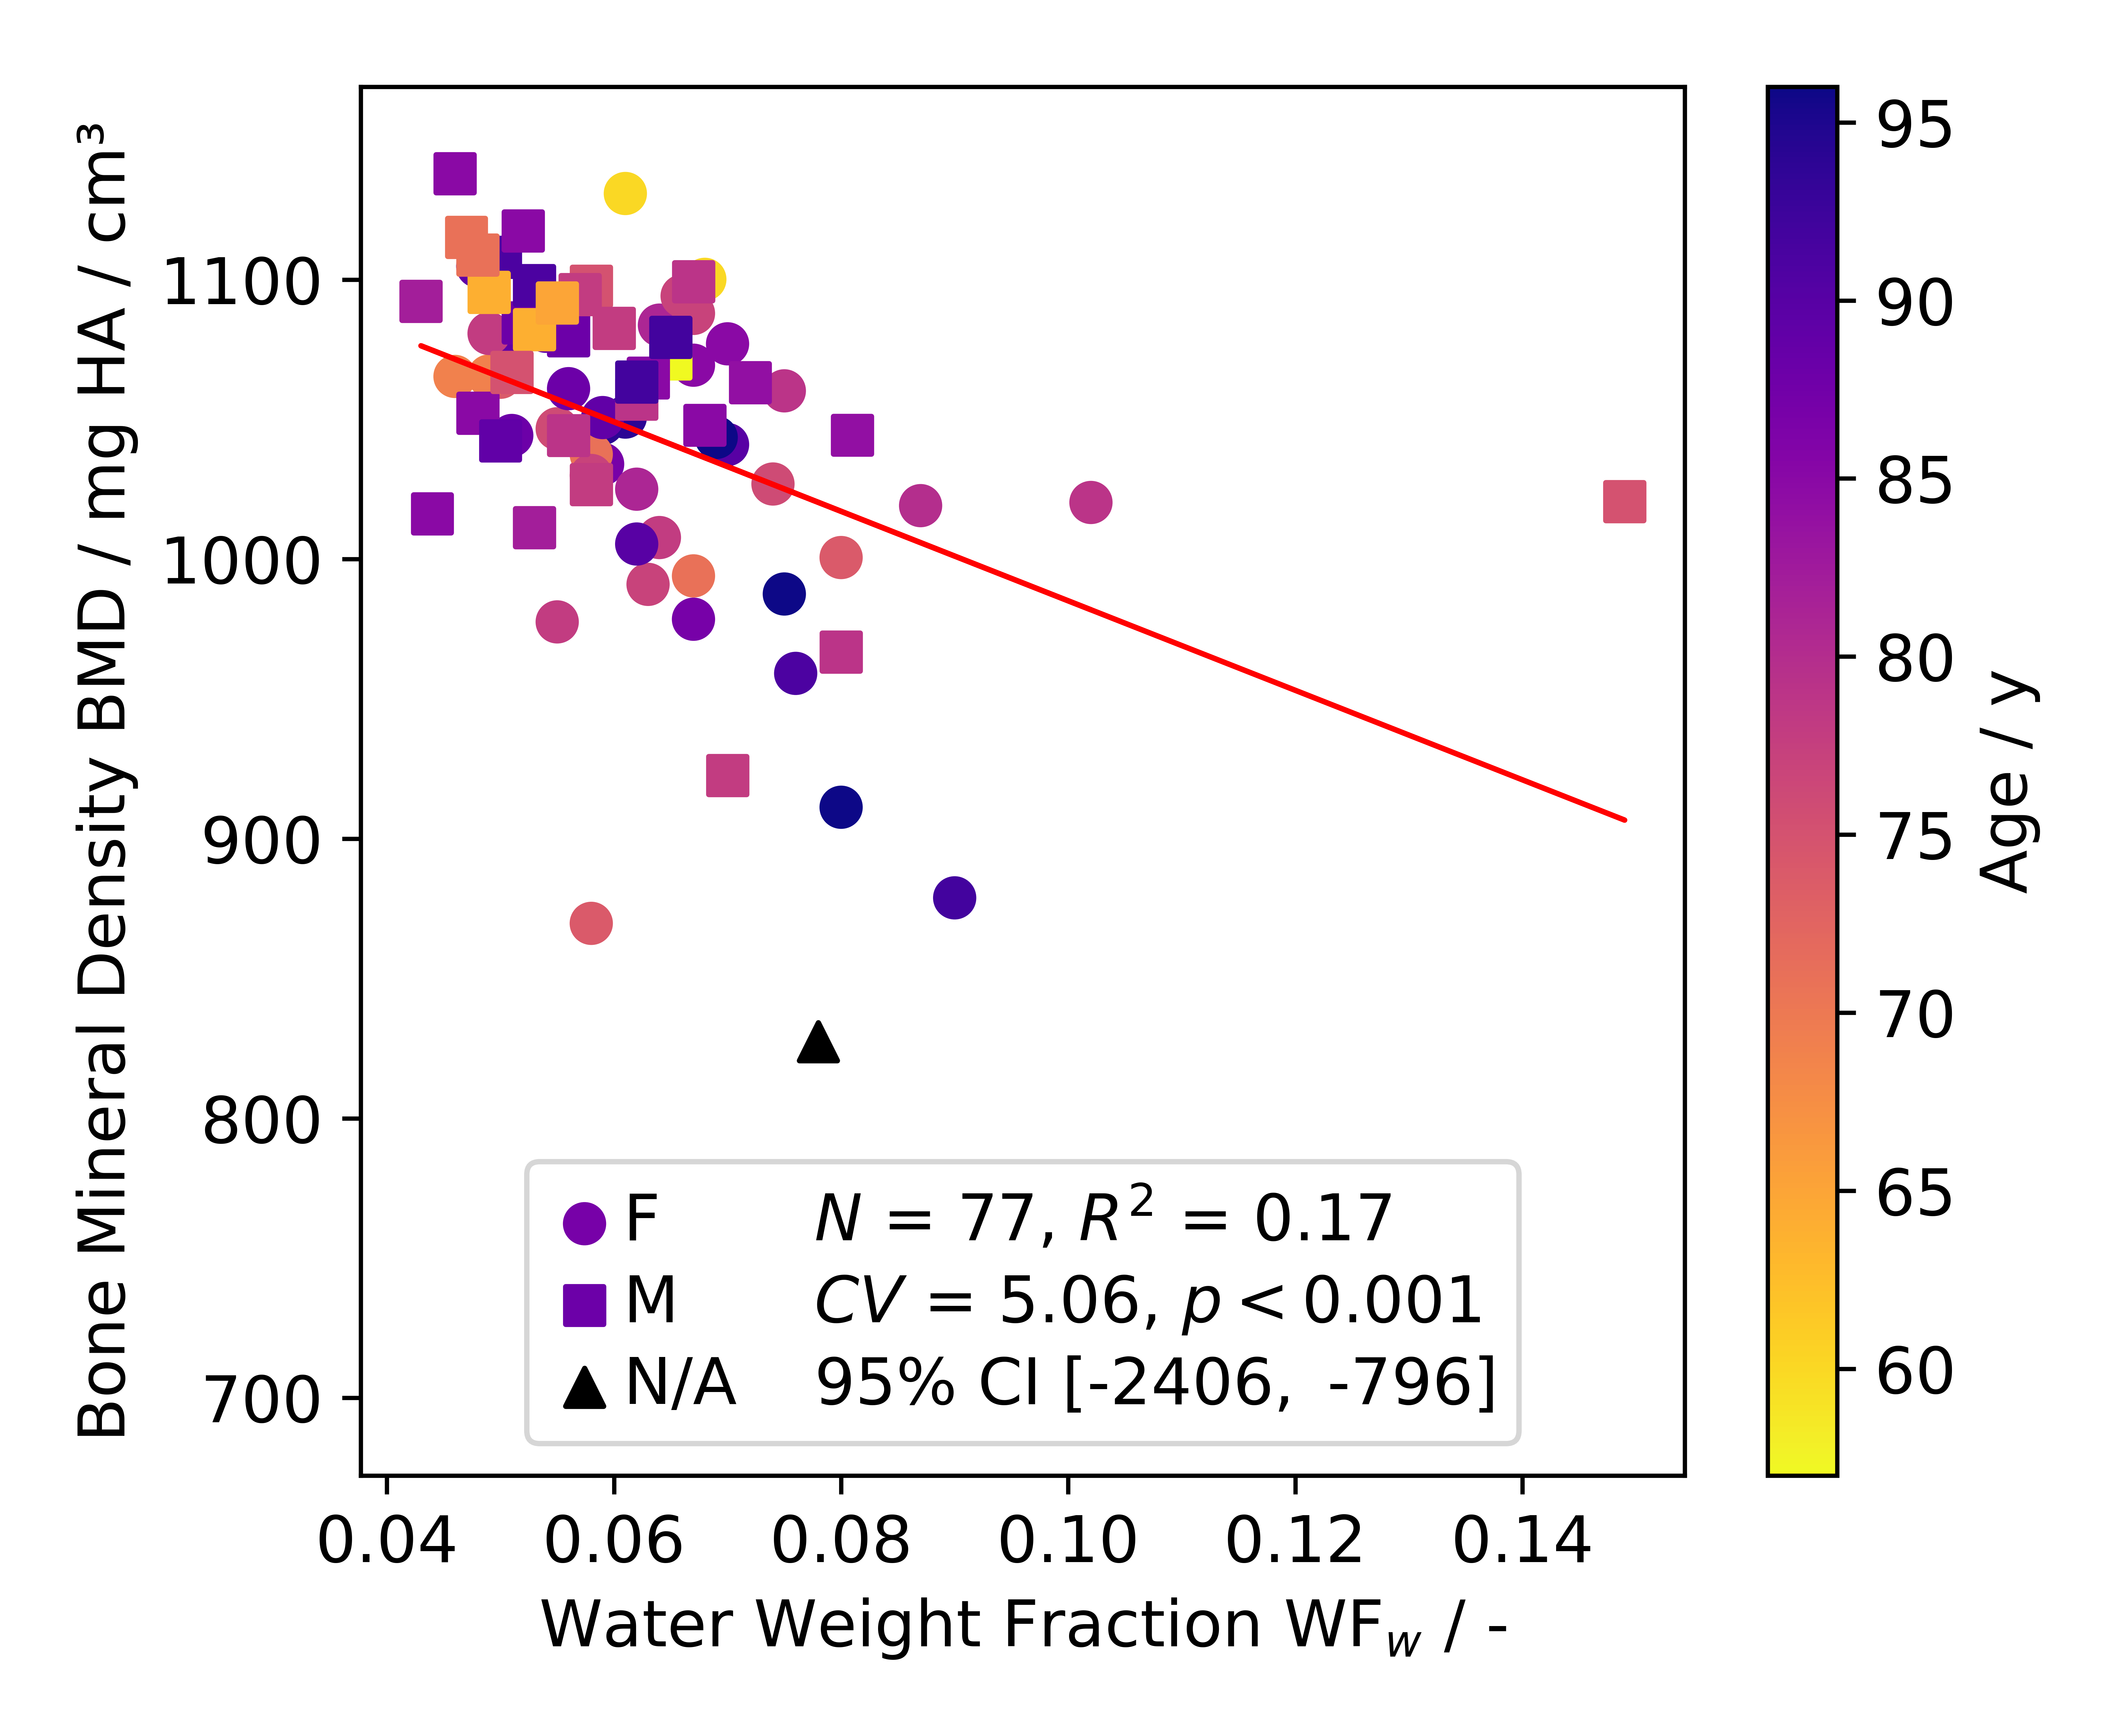 Bone Mineral Density BMD / mg HA / cm³
1100
1000
900
800
700
F N = 77, R² = 0.17
M CV = 5.06, p < 0.001
N/A 95% CI [-2406, -796]
0.04 0.06 0.08 0.10 0.12 0.14
Water Weight Fraction WF_w / -
95
90
85
80
75
70
65
60
Age / y